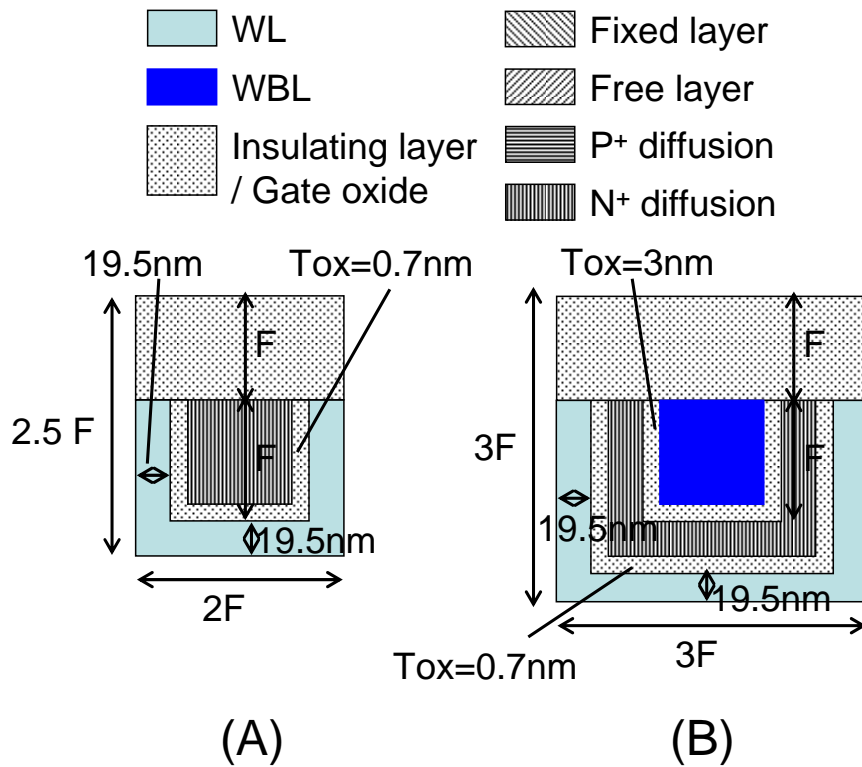 WL
WBL
Insulating layer
/ Gate oxide
Fixed layer
Free layer
P+ diffusion
N+ diffusion
19.5nm
Tox=0.7nm
F
F
2.5 F
19.5nm
2F
(A)
Tox=3nm
F
F
3F
19.5nm
19.5nm
Tox=0.7nm
3F
(B)